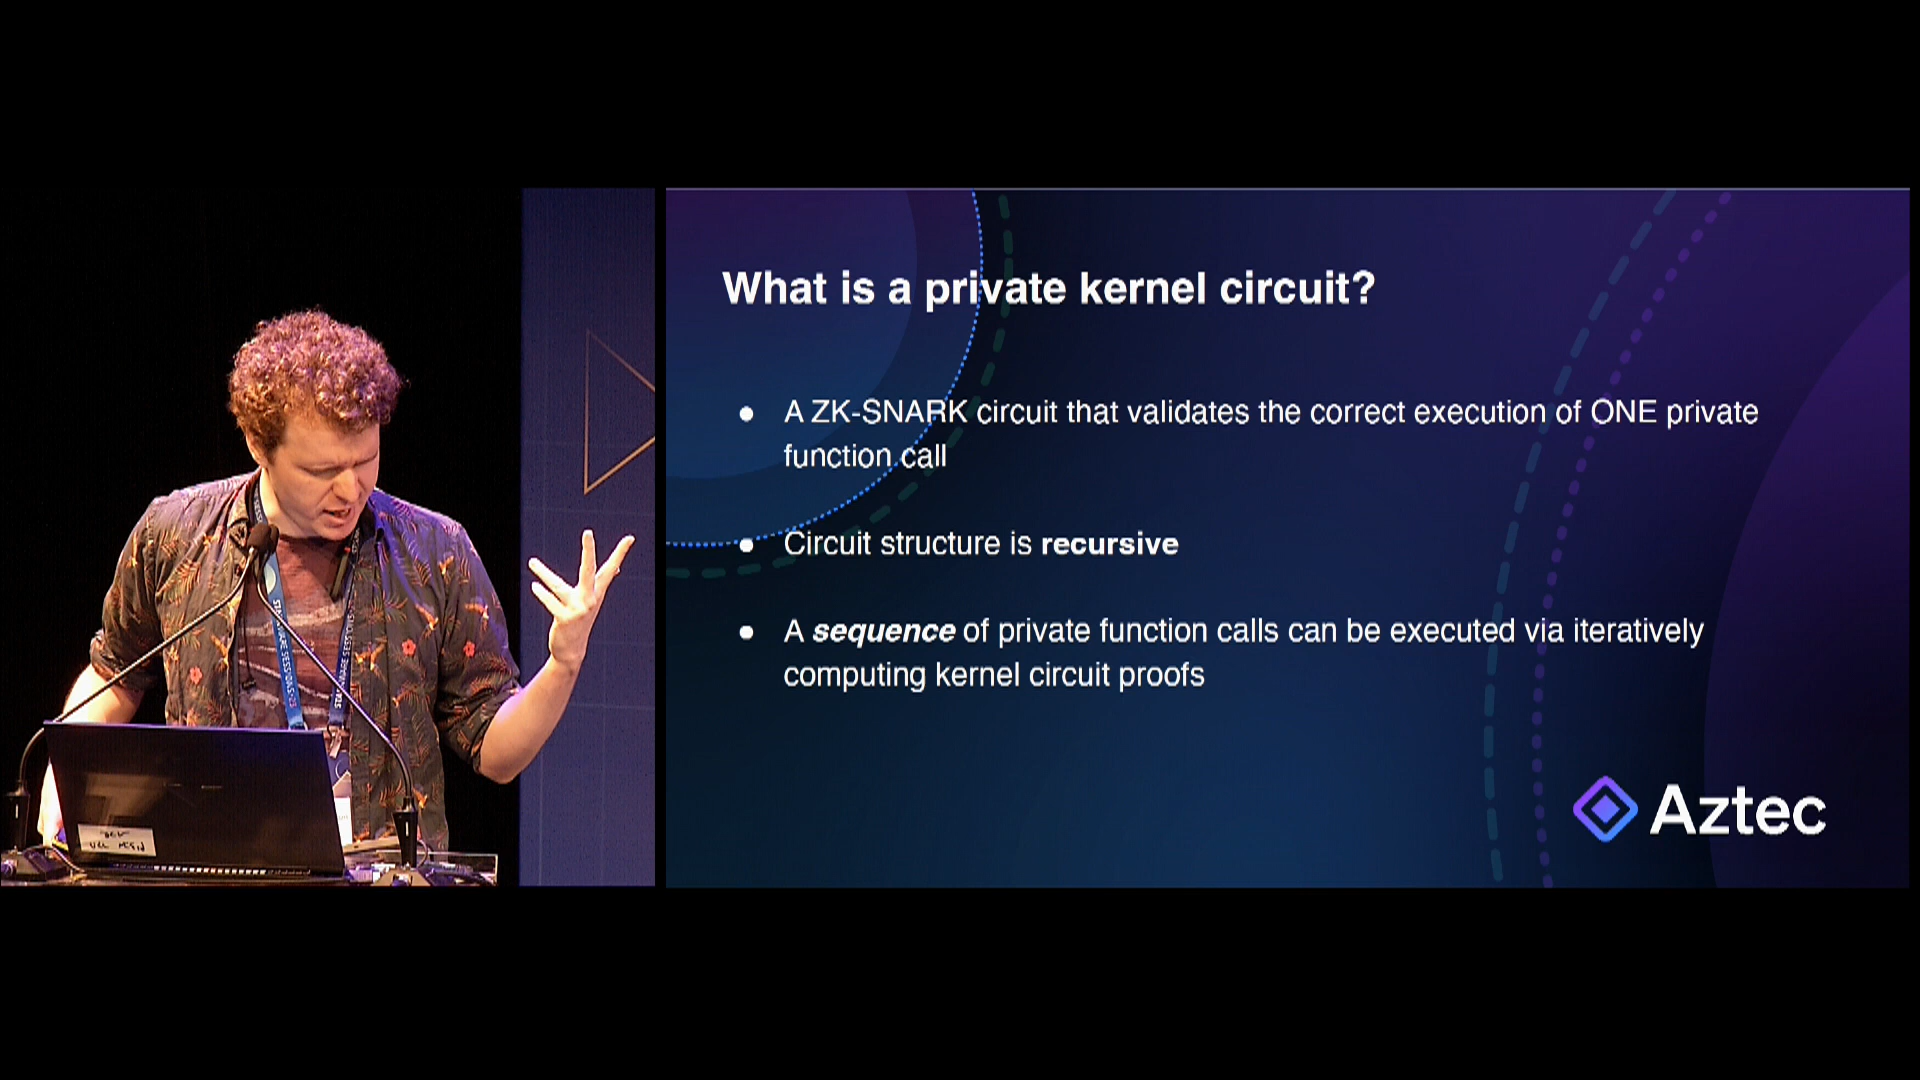 What is a private kernel circuit?
● A ZK-SNARK circuit that validates the correct execution of ONE private
function call
● Circuit structure is recursive
● A sequence of private function calls can be executed via iteratively
computing kernel circuit proofs
Aztec